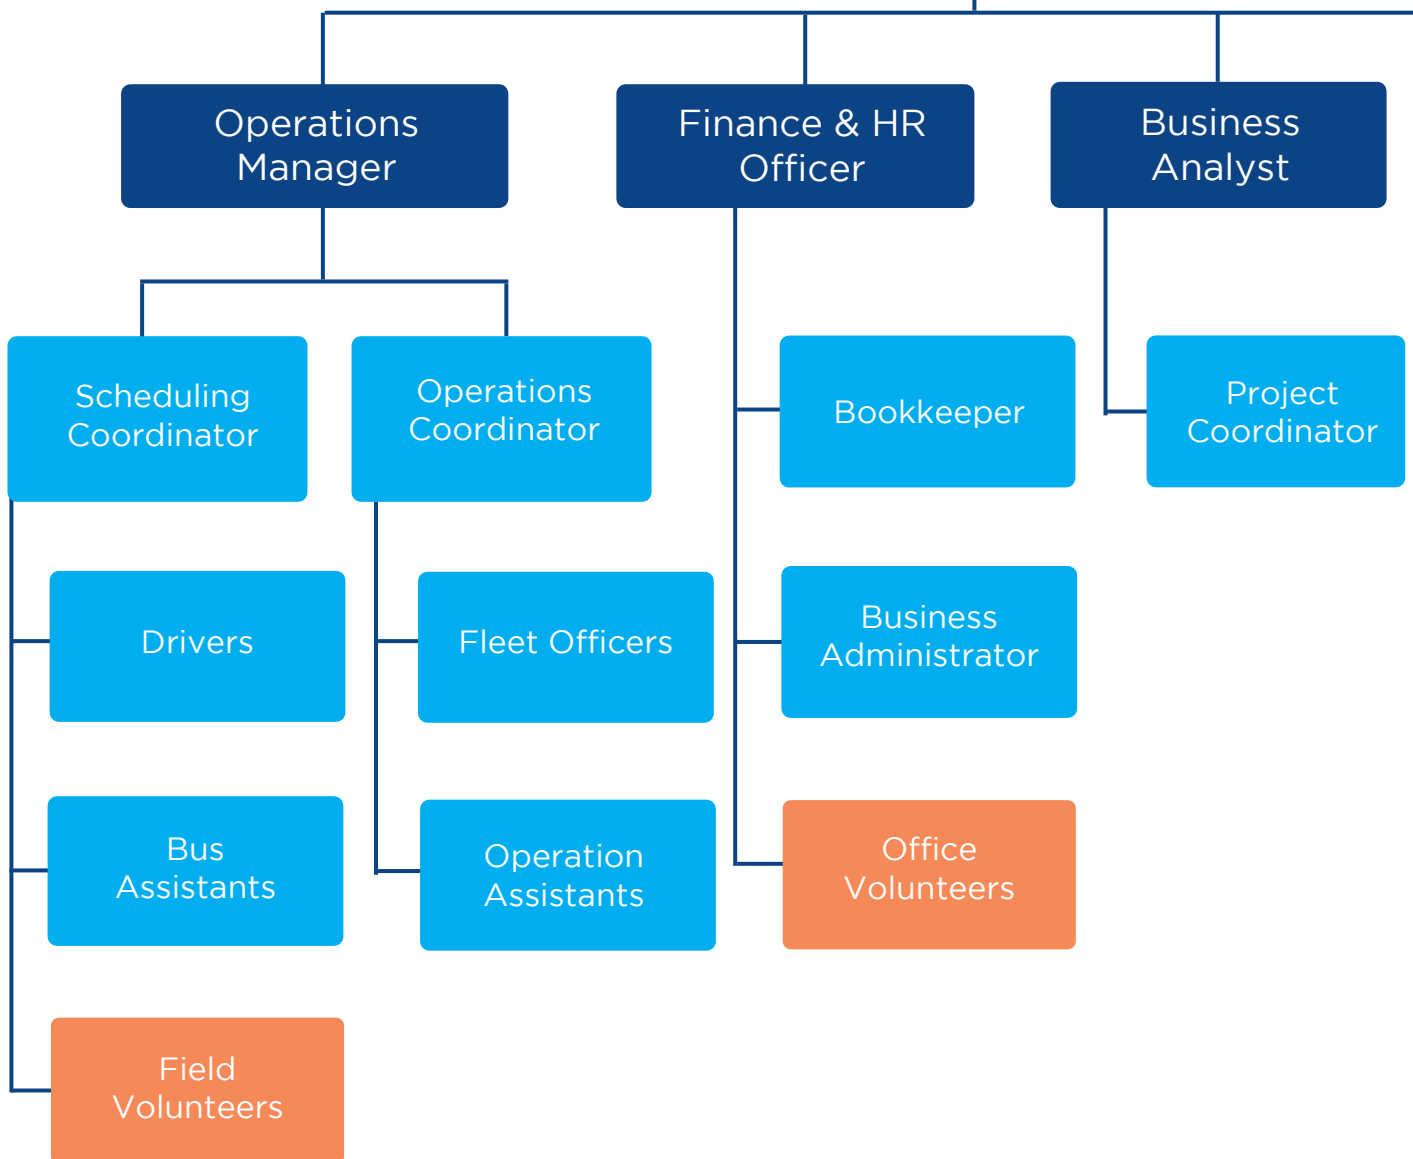 Operations
Manager
Finance & HR
Officer
Business
Analyst
Scheduling
Coordinator
Operations
Coordinator
Bookkeeper
Project
Coordinator
Drivers
Fleet Officers
Business
Administrator
Bus
Assistants
Operation
Assistants
Office
Volunteers
Field
Volunteers